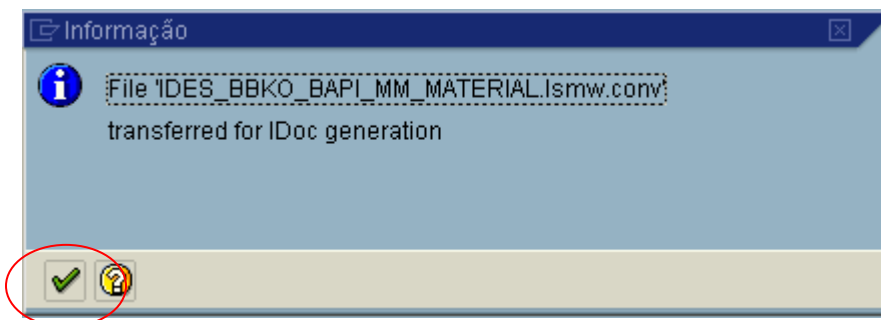 Informação
File 'IDES_BBKO_BAPI_MM_MATERIAL.lsmw.conv'
transferred for IDoc generation